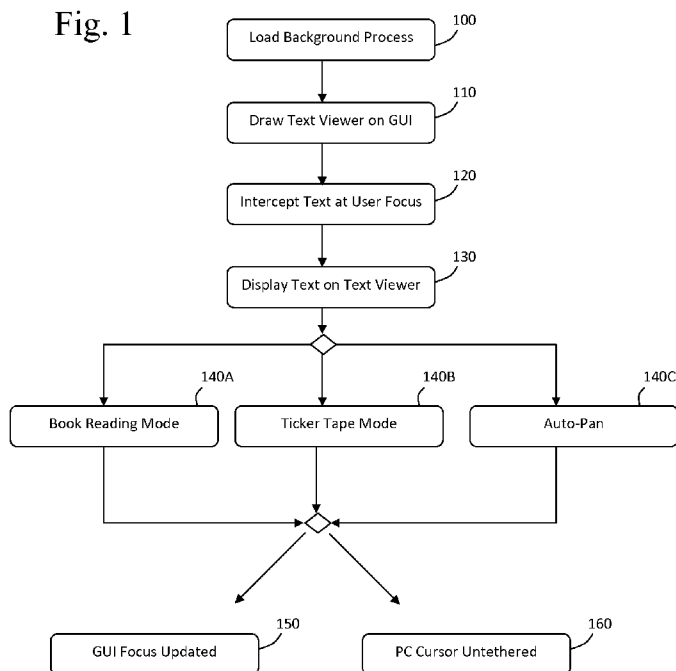 Fig. 1
Load Background Process
100
Draw Text Viewer on GUI
110
Intercept Text at User Focus
120
Display Text on Text Viewer
130
140A
140B
140C
Book Reading Mode
Ticker Tape Mode
Auto-Pan
150
160
GUI Focus Updated
PC Cursor Untethered